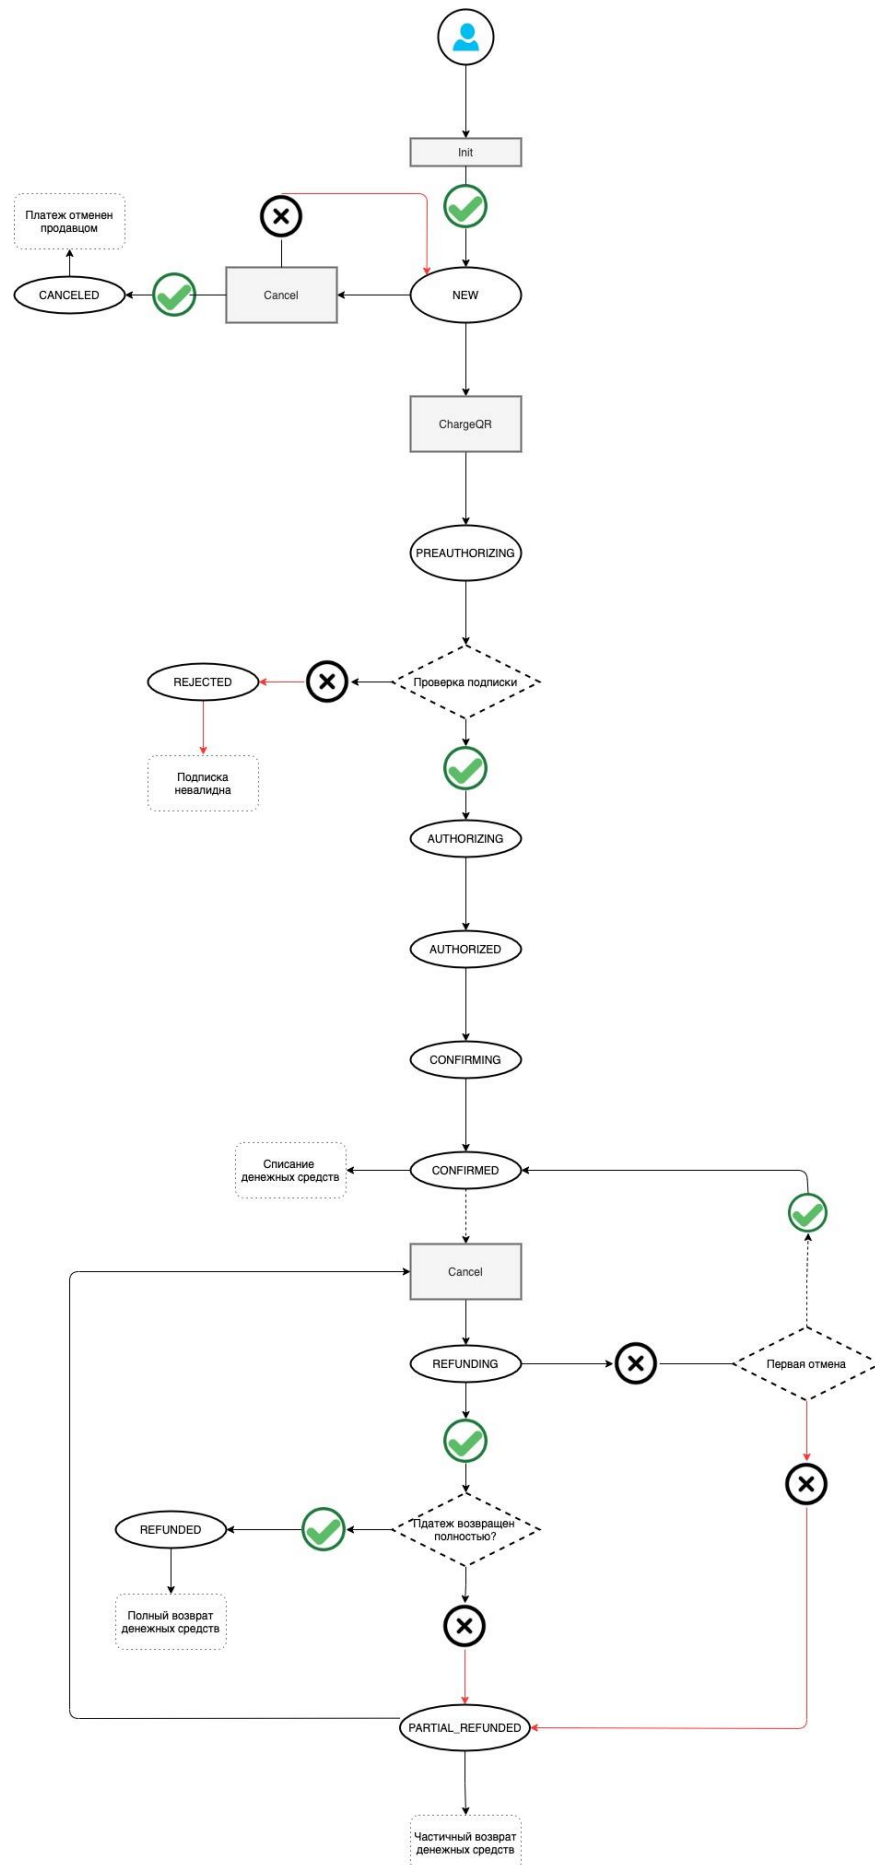 Init
Платеж отменен
продавцом
CANCELED
Cancel
NEW
ChargeQR
PREAUTHORIZING
REJECTED
Проверка подписки
Подписка
невалидна
AUTHORIZING
AUTHORIZED
CONFIRMING
Списание
денежных средств
CONFIRMED
Cancel
REFUNDING
Первая отмена
REFUNDED
Пдатеж возвращен
полностью?
Полный возврат
денежных средств
PARTIAL_REFUNDED
Частичный возврат
денежных средств